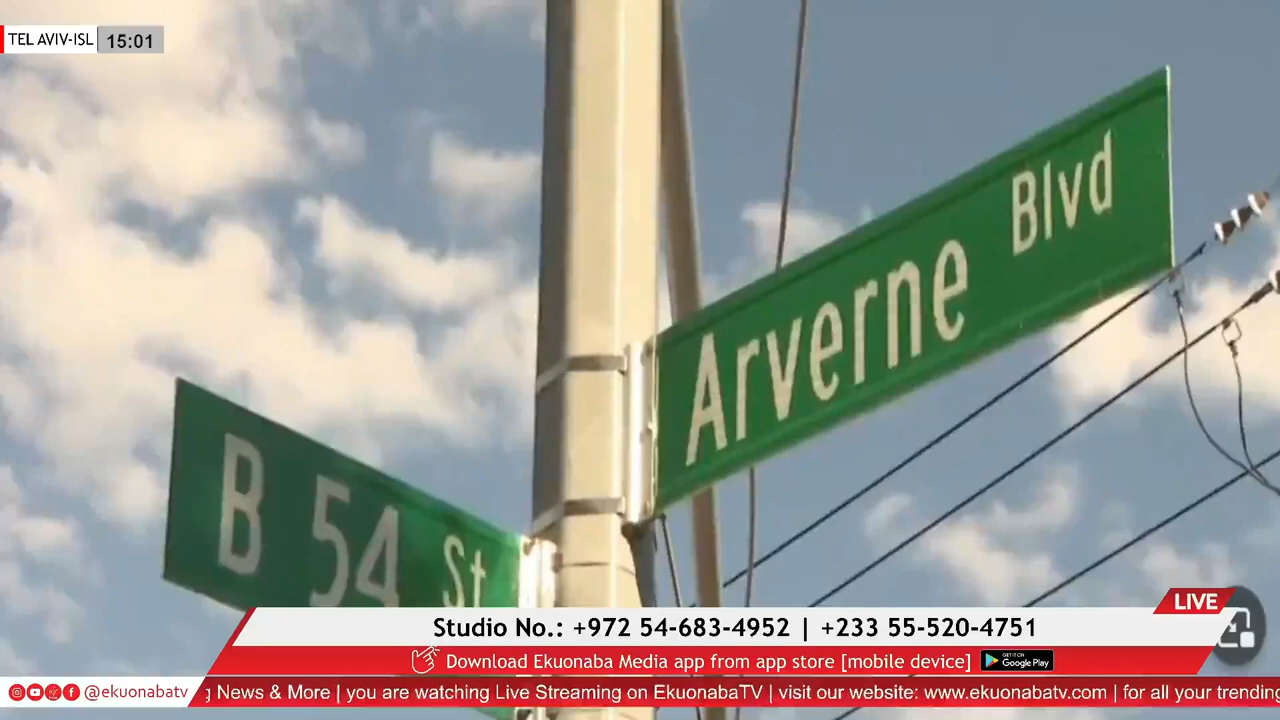 TEL AVIV-ISL 15:01
Arverne Blvd
B 54 St
LIVE
Studio No.: +972 54-683-4952 | +233 55-520-4751
Download Ekuonaba Media app from app store [mobile device]
GET IT ON
Google Play
@ekuonabatv
g News & More | you are watching Live Streaming on EkuonabaTV | visit our website: www.ekuonabatv.com | for all your trending